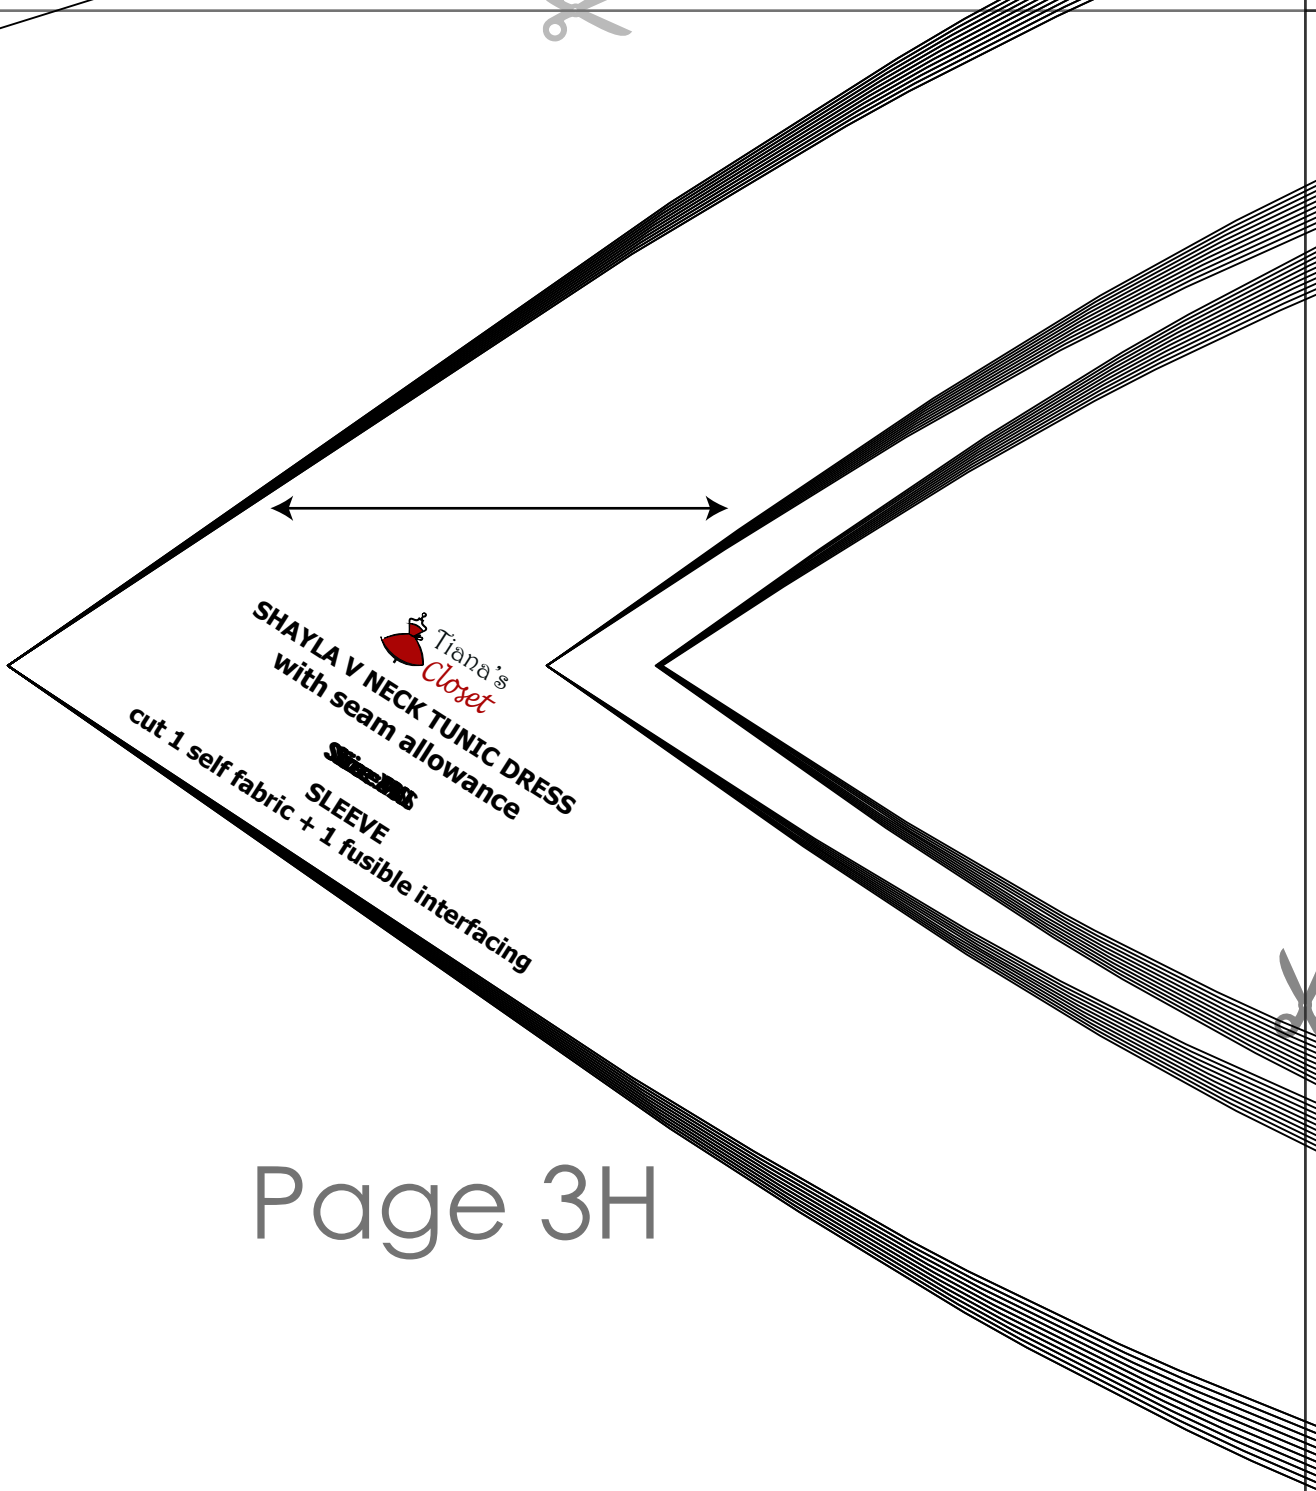 Tiana's
Closet
SHAYLA V NECK TUNIC DRESS
with seam allowance
SLEEVE
cut 1 self fabric + 1 fusible interfacing
Page 3H